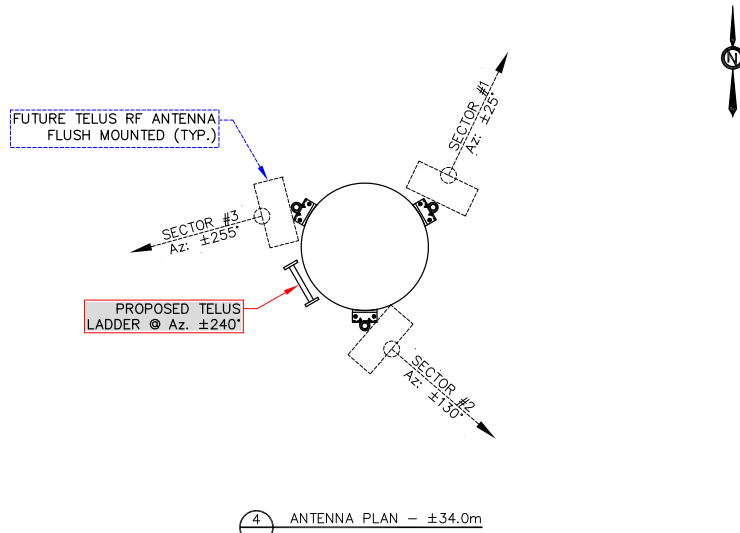 N
SECTOR #1
Az: ±25°
FUTURE TELUS RF ANTENNA
FLUSH MOUNTED (TYP.)
SECTOR #3
Az: ±255°
PROPOSED TELUS
LADDER @ Az. ±240°
SECTOR #2
Az: ±130°
4 ANTENNA PLAN - ±34.0m